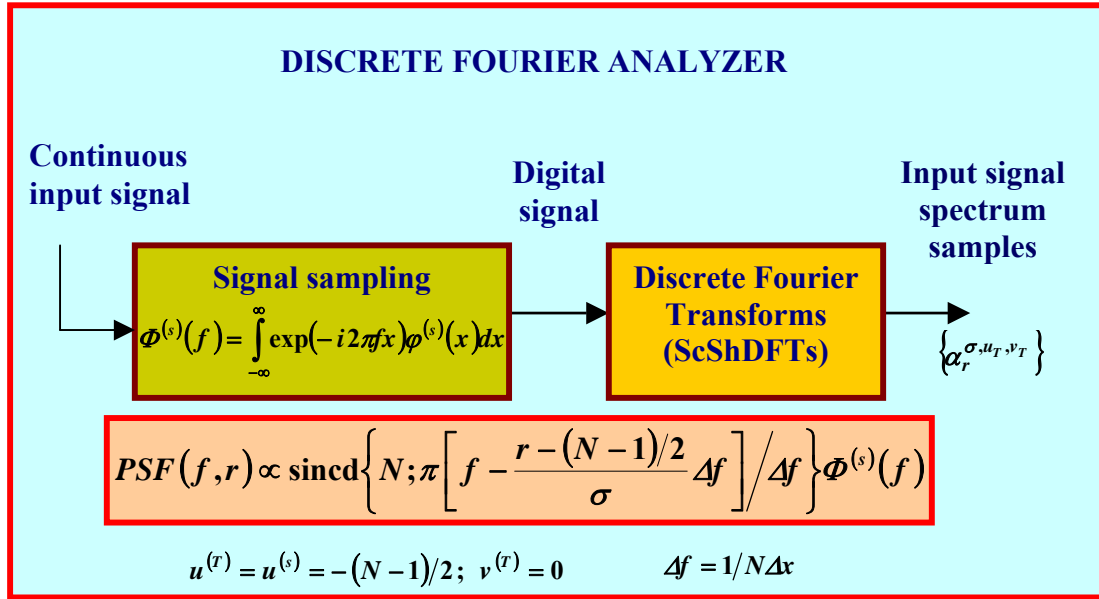 DISCRETE FOURIER ANALYZER
Continuous
input signal
Digital
signal
Input signal
spectrum
samples
Signal sampling
Φ^{(s)}(f) = ∫_{-∞}^{∞} exp(-i2πfx)φ^{(s)}(x)dx
Discrete Fourier
Transforms
(ScShDFTs)
{α_r^{σ,u_T,v_T}}
PSF(f,r) ∝ sincd{N; π[f - \frac{r-(N-1)/2}{σ} Δf]/Δf}Φ^{(s)}(f)
u^{(T)} = u^{(s)} = -(N-1)/2; v^{(T)} = 0 Δf = 1/NΔx